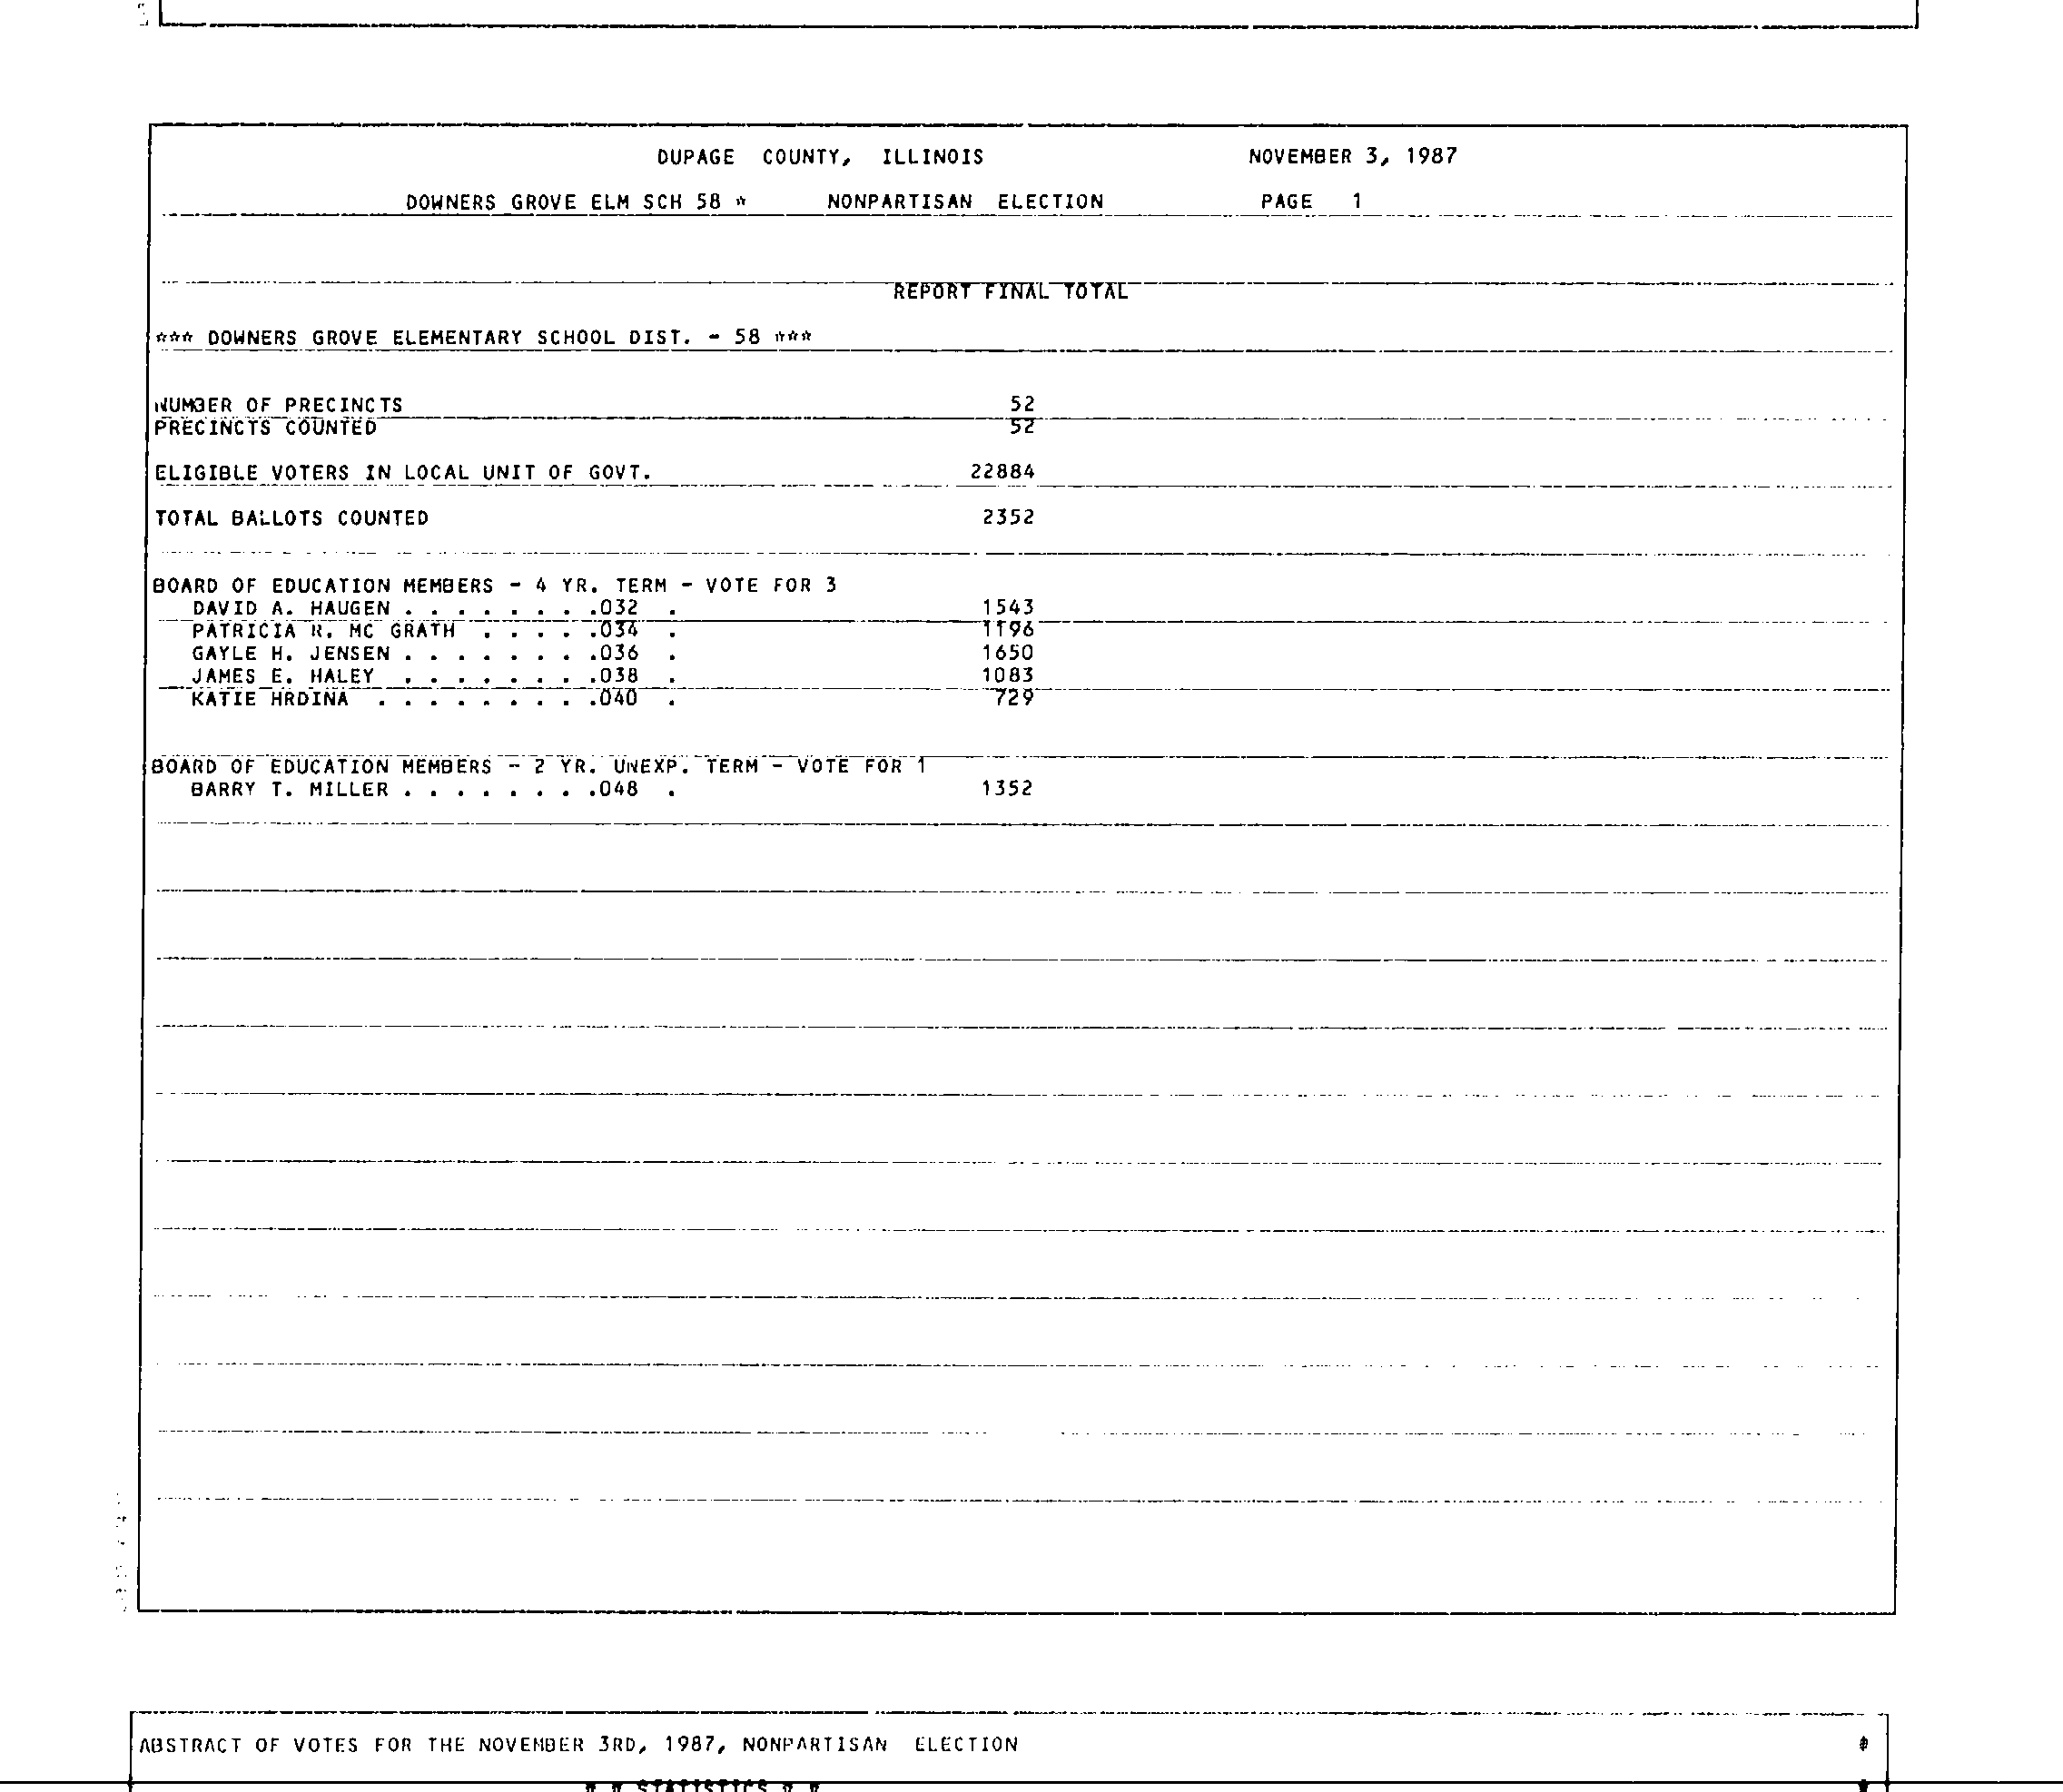 DUPAGE COUNTY, ILLINOIS NOVEMBER 3, 1987
DOWNERS GROVE ELM SCH 58 * NONPARTISAN ELECTION PAGE 1
REPORT FINAL TOTAL
*** DOWNERS GROVE ELEMENTARY SCHOOL DIST. - 58 ***
NUMBER OF PRECINCTS 52
PRECINCTS COUNTED 52
ELIGIBLE VOTERS IN LOCAL UNIT OF GOVT. 22884
TOTAL BALLOTS COUNTED 2352
BOARD OF EDUCATION MEMBERS - 4 YR. TERM - VOTE FOR 3
DAVID A. HAUGEN . . . . . . . .032 . 1543
PATRICIA R. MC GRATH . . . . .034 . 1196
GAYLE H. JENSEN . . . . . . . .036 . 1650
JAMES E. HALEY . . . . . . . .038 . 1083
KATIE HRDINA . . . . . . . . .040 . 729
BOARD OF EDUCATION MEMBERS - 2 YR. UNEXP. TERM - VOTE FOR 1
BARRY T. MILLER . . . . . . . .048 . 1352
ABSTRACT OF VOTES FOR THE NOVEMBER 3RD, 1987, NONPARTISAN ELECTION *
* * STATISTICS * *